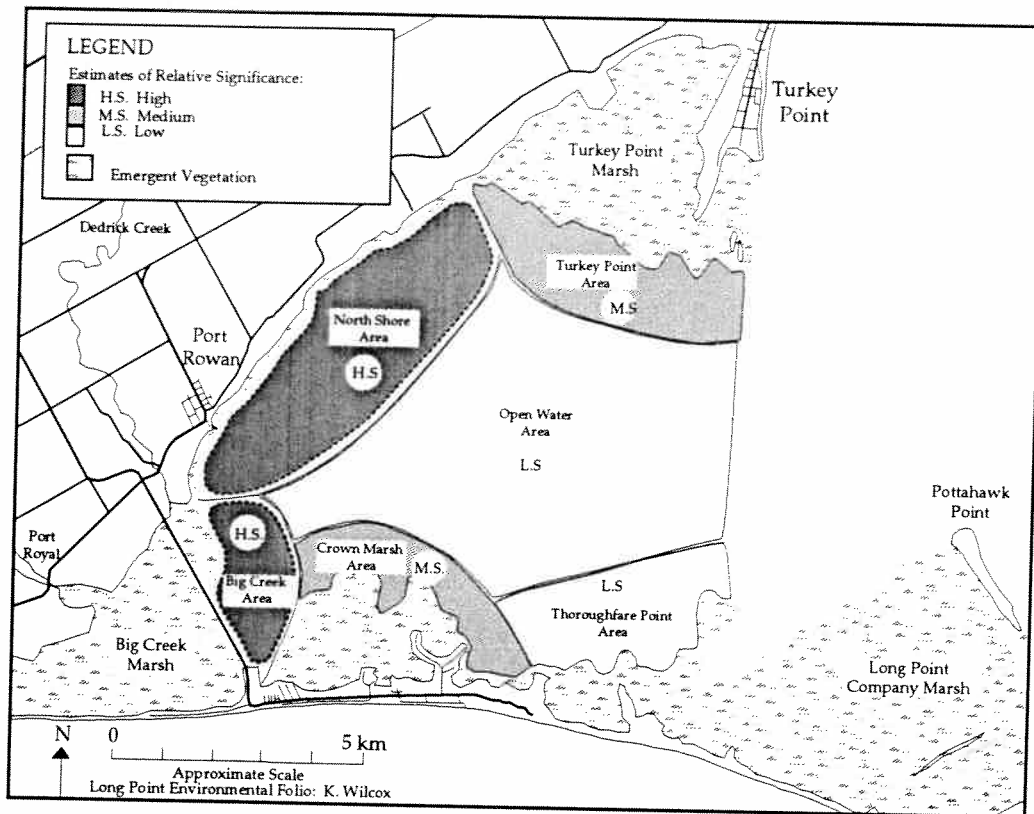 LEGEND
Estimates of Relative Significance:
H.S. High
M.S. Medium
L.S. Low
Emergent Vegetation
Turkey
Point
Turkey Point
Marsh
Dedrick Creek
Turkey Point
Area
M.S
North Shore
Area
H.S
Port
Rowan
Open Water
Area
L.S
Pottahawk
Point
H.S.
Port
Royal
Crown Marsh
Area
M.S.
Big Creek
Area
L.S
Thoroughfare Point
Area
Big Creek
Marsh
Long Point
Company Marsh
N
0
5 km
Approximate Scale
Long Point Environmental Folio: K. Wilcox